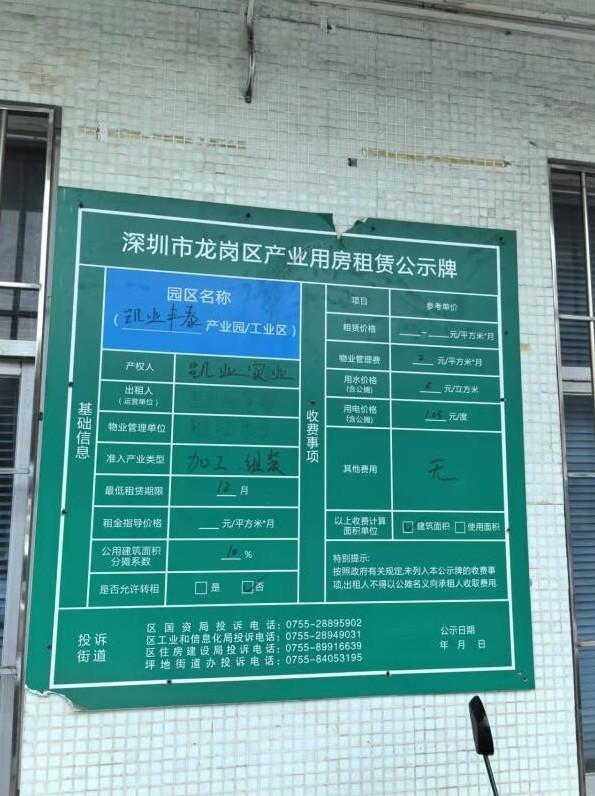 深圳市龙岗区产业用房租赁公示牌
基础信息
园区名称
(凯业丰泰 产业园/工业区)
产权人 凯业实业
出租人
(运营单位)
物业管理单位
准入产业类型 加工 组装
最低租赁期限 12 月
租金指导价格 ___元/平方米*月
公用建筑面积
分摊系数 10 %
是否允许转租 □是 ☑否
收费事项
项目 参考单价
租赁价格 ___-___元/平方米*月
物业管理费 元/平方米*月
用水价格
(含公摊) 元/立方米
用电价格
(含公摊) 1.05 元/度
其他费用 无
以上收费计算
面积单位 ☑建筑面积 □使用面积
特别提示:
按照政府有关规定,未列入本公示牌的收费事
项,出租人不得以公摊名义向承租人收取费用.
投诉
街道
区国资局投诉电话:0755-28895902
区工业和信息化局投诉电话:0755-28949031
区住房建设局投诉电话:0755-89916639
坪地街道办投诉电话:0755-84053195
公示日期
年 月 日